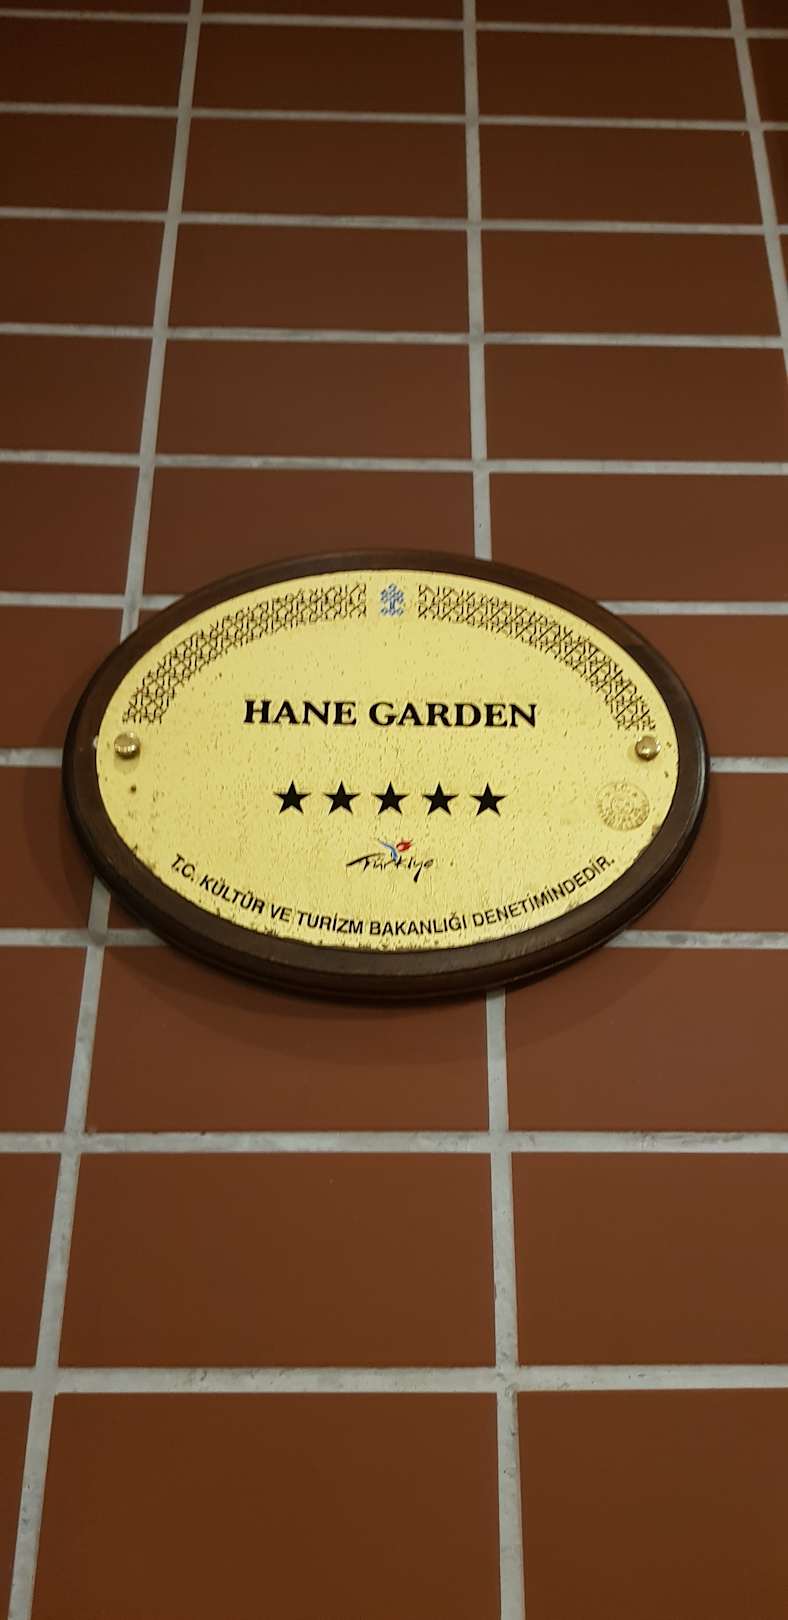 HANE GARDEN
★★★★★
Türkiye
T.C. KÜLTÜR VE TURİZM BAKANLIĞI DENETİMİNDEDİR.